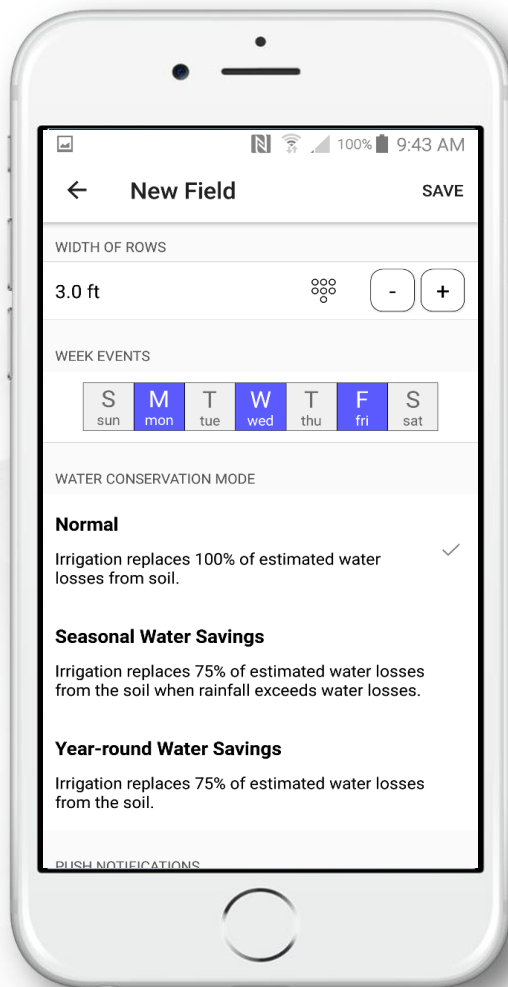 100% 9:43 AM
New Field SAVE
WIDTH OF ROWS
3.0 ft - +
WEEK EVENTS
S M T W T F S
sun mon tue wed thu fri sat
WATER CONSERVATION MODE
Normal
Irrigation replaces 100% of estimated water
losses from soil.
Seasonal Water Savings
Irrigation replaces 75% of estimated water losses
from the soil when rainfall exceeds water losses.
Year-round Water Savings
Irrigation replaces 75% of estimated water losses
from the soil.
PUSH NOTIFICATIONS